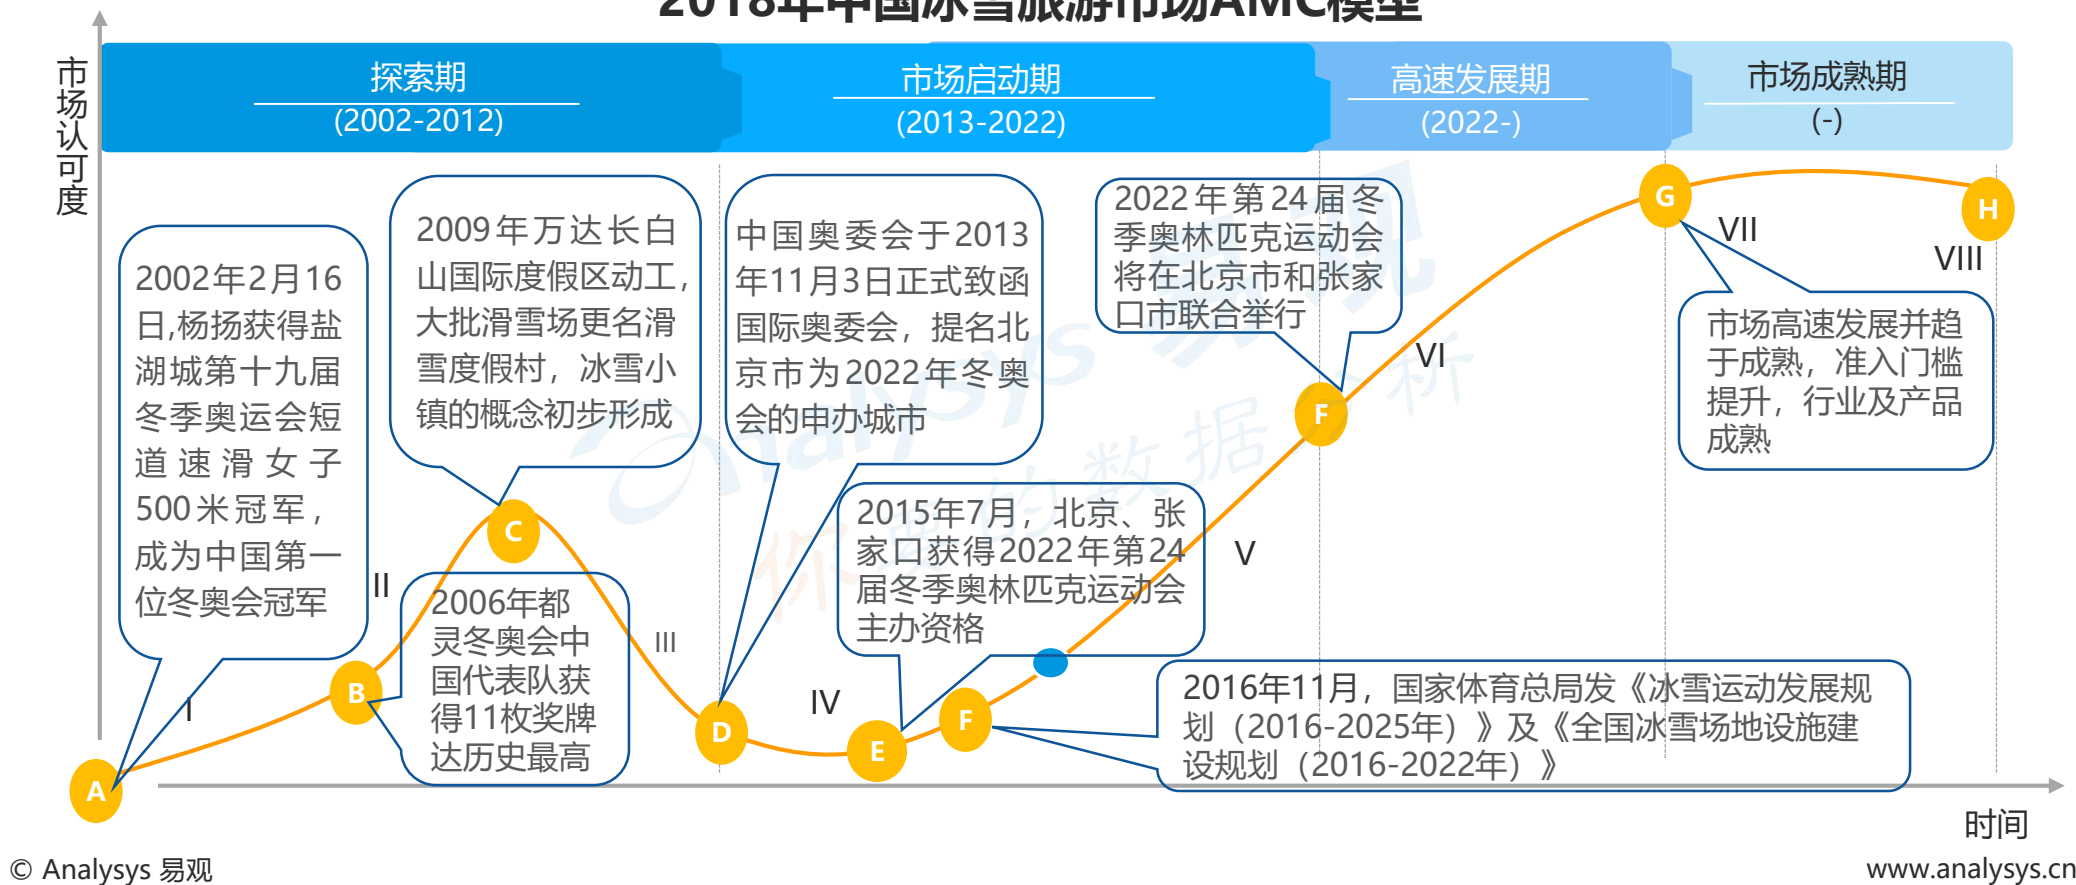 2018年中国冰雪旅游市场AMC模型
市场认可度
探索期
(2002-2012)
市场启动期
(2013-2022)
高速发展期
(2022-)
市场成熟期
(-)
2002年2月16
日,杨扬获得盐
湖城第十九届
冬季奥运会短
道速滑女子
500米冠军，
成为中国第一
位冬奥会冠军
2009年万达长白
山国际度假区动工，
大批滑雪场更名滑
雪度假村，冰雪小
镇的概念初步形成
中国奥委会于2013
年11月3日正式致函
国际奥委会，提名北
京市为2022年冬奥
会的申办城市
2022年第24届冬
季奥林匹克运动会
将在北京市和张家
口市联合举行
G
H
VII
VIII
市场高速发展并趋
于成熟，准入门槛
提升，行业及产品
成熟
VI
F
C
2015年7月，北京、张
家口获得2022年第24
届冬季奥林匹克运动会
主办资格
V
II
2006年都
灵冬奥会中
国代表队获
得11枚奖牌
达历史最高
III
B
I
IV
D
E
F
A
2016年11月，国家体育总局发《冰雪运动发展规
划（2016-2025年）》及《全国冰雪场地设施建
设规划（2016-2022年）》
时间
Analysys 易观
你要的数据分析
© Analysys 易观
www.analysys.cn